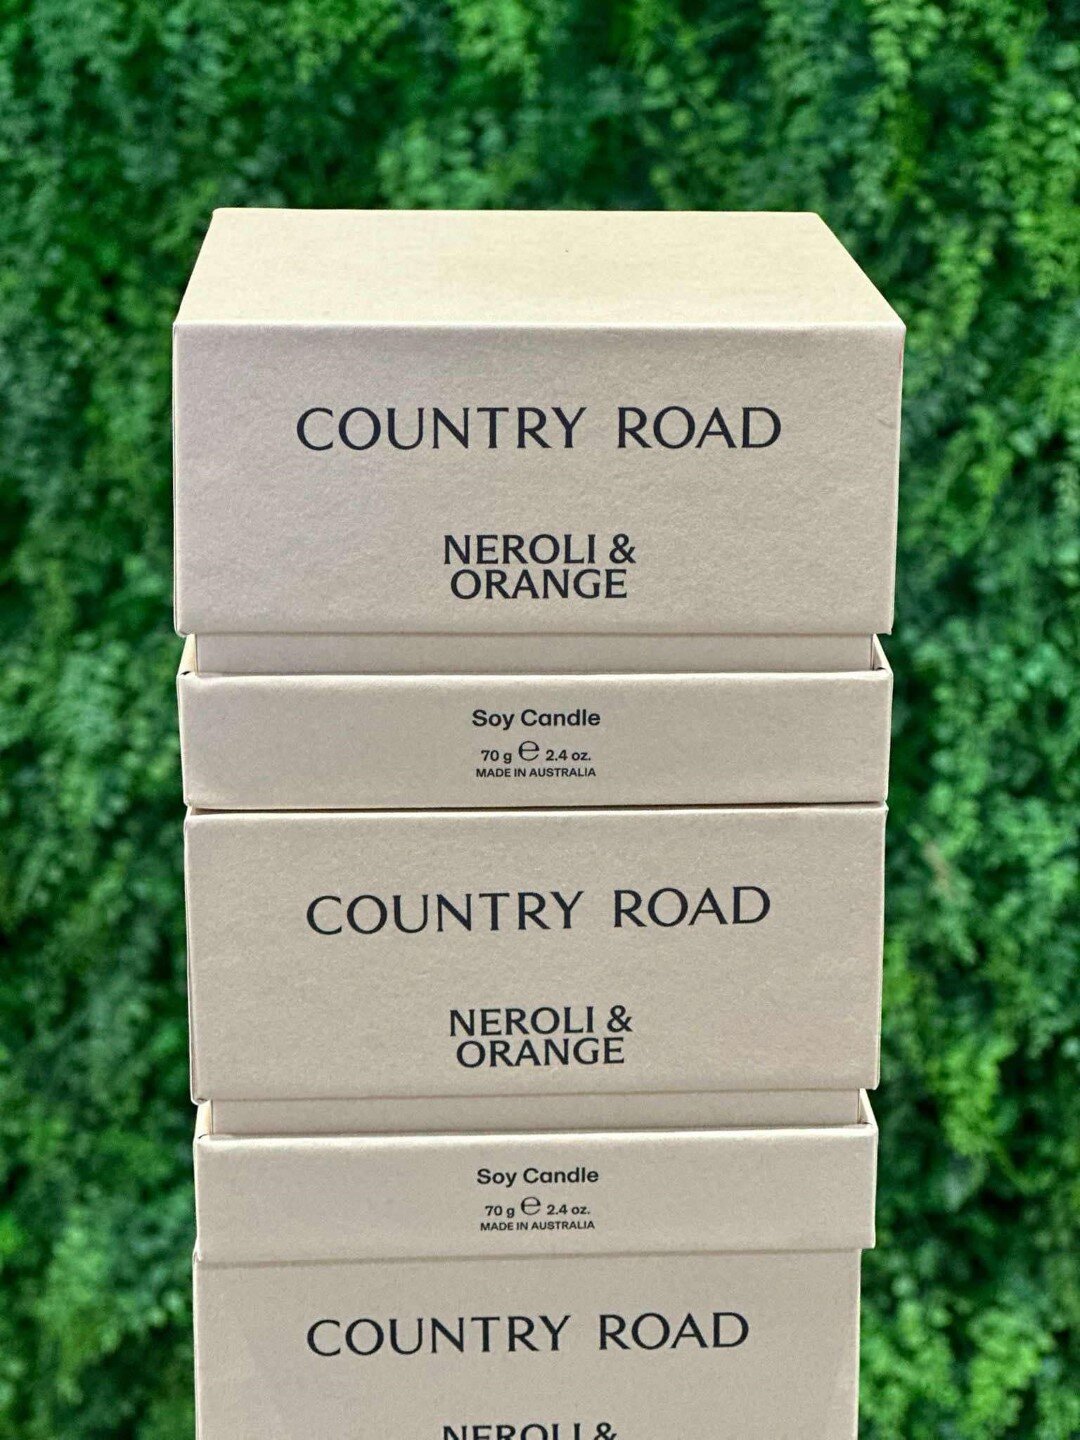 COUNTRY ROAD
NEROLI &
ORANGE
Soy Candle
70 g ℮ 2.4 oz.
MADE IN AUSTRALIA
COUNTRY ROAD
NEROLI &
ORANGE
Soy Candle
70 g ℮ 2.4 oz.
MADE IN AUSTRALIA
COUNTRY ROAD
NEROLI &